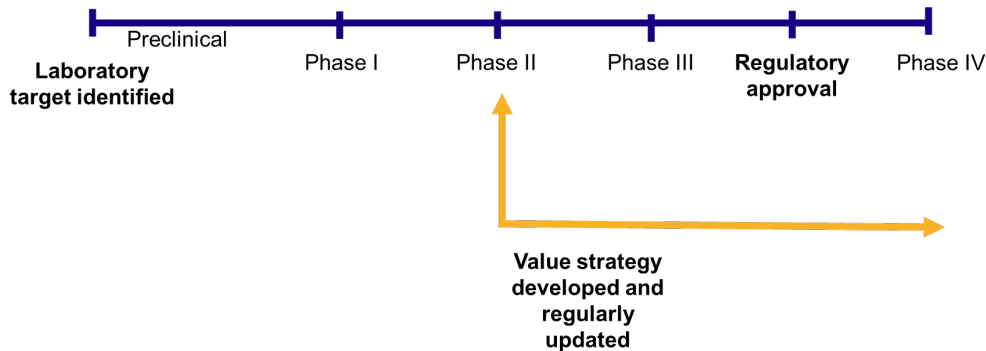 Preclinical
Laboratory
target identified
Phase I
Phase II
Phase III
Regulatory
approval
Phase IV
Value strategy
developed and
regularly
updated